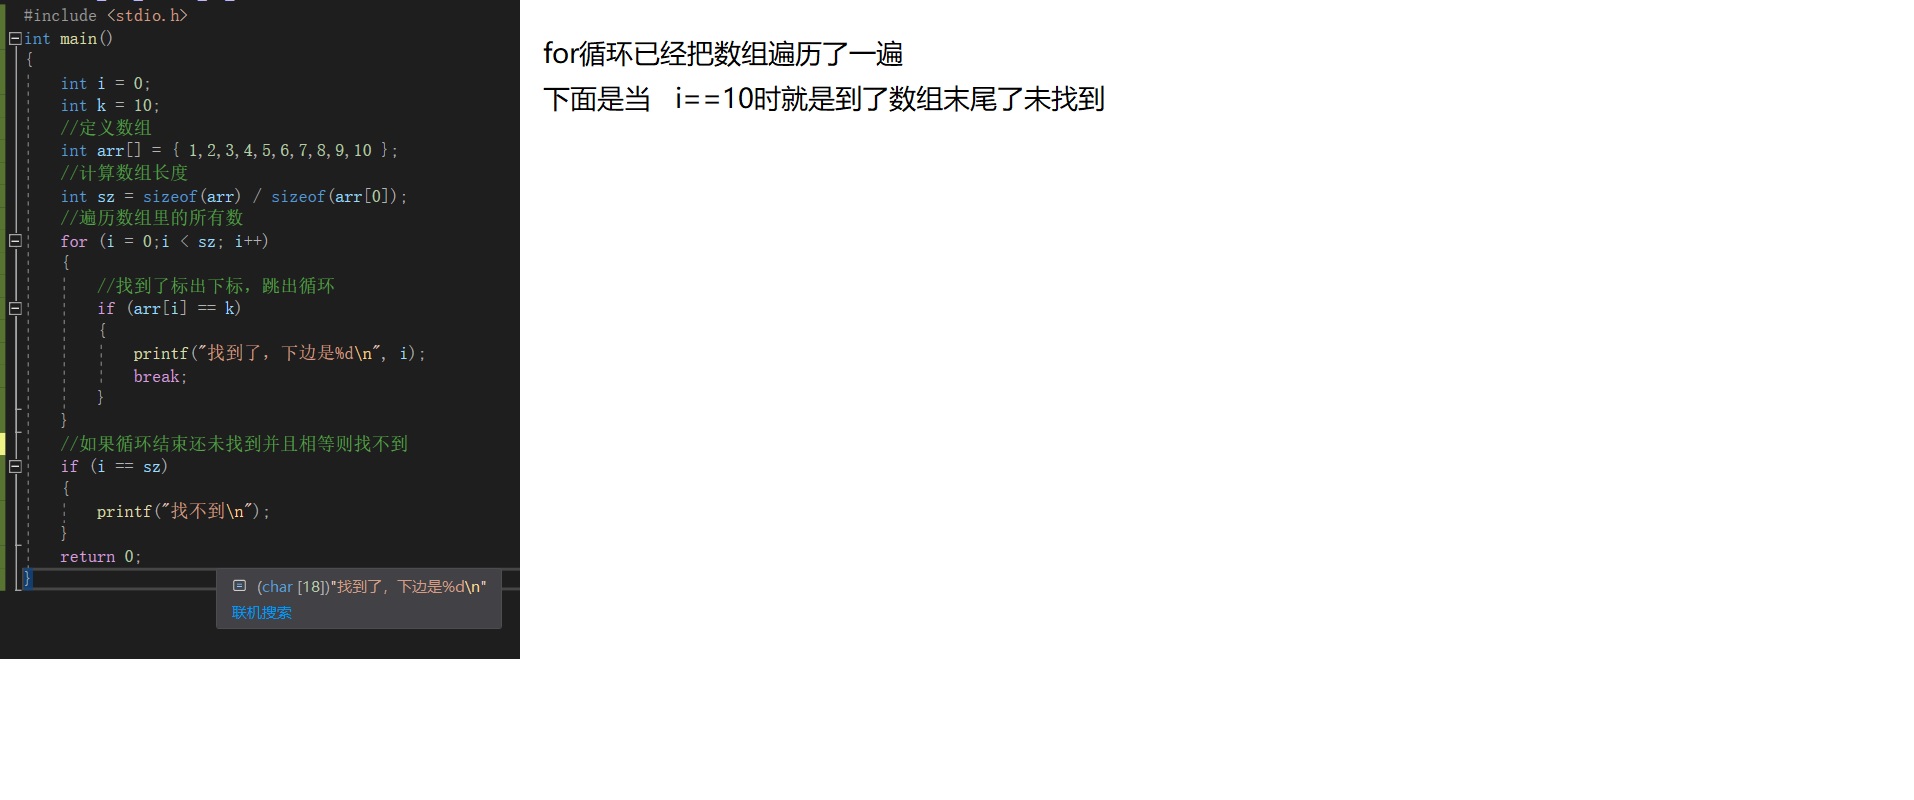 #include <stdio.h>
int main()
{
int i = 0;
int k = 10;
//定义数组
int arr[] = { 1,2,3,4,5,6,7,8,9,10 };
//计算数组长度
int sz = sizeof(arr) / sizeof(arr[0]);
//遍历数组里的所有数
for (i = 0;i < sz; i++)
{
//找到了标出下标，跳出循环
if (arr[i] == k)
{
printf("找到了，下边是%d\n", i);
break;
}
}
//如果循环结束还未找到并且相等则找不到
if (i == sz)
{
printf("找不到\n");
}
return 0;
}
(char [18])"找到了，下边是%d\n"
联机搜索
for循环已经把数组遍历了一遍
下面是当 i==10时就是到了数组末尾了未找到